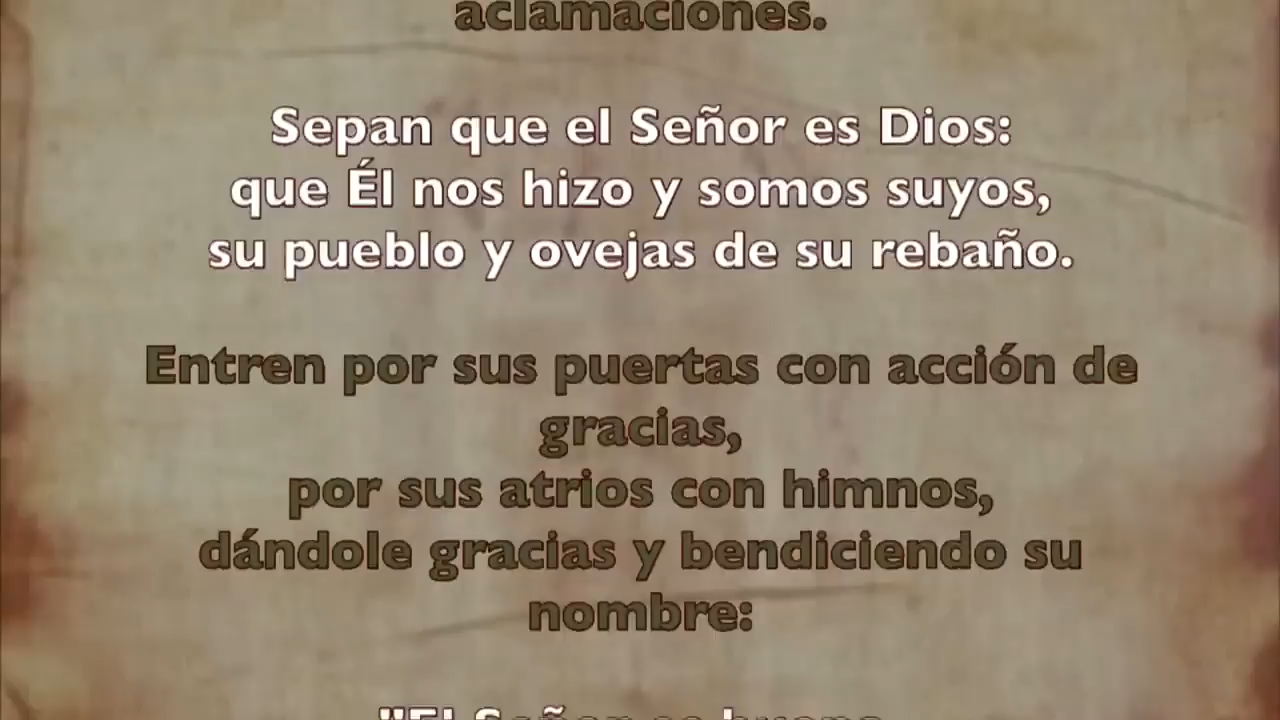 aclamaciones.
Sepan que el Señor es Dios:
que Él nos hizo y somos suyos,
su pueblo y ovejas de su rebaño.
Entren por sus puertas con acción de
gracias,
por sus atrios con himnos,
dándole gracias y bendiciendo su
nombre:
"El Señor es bueno,